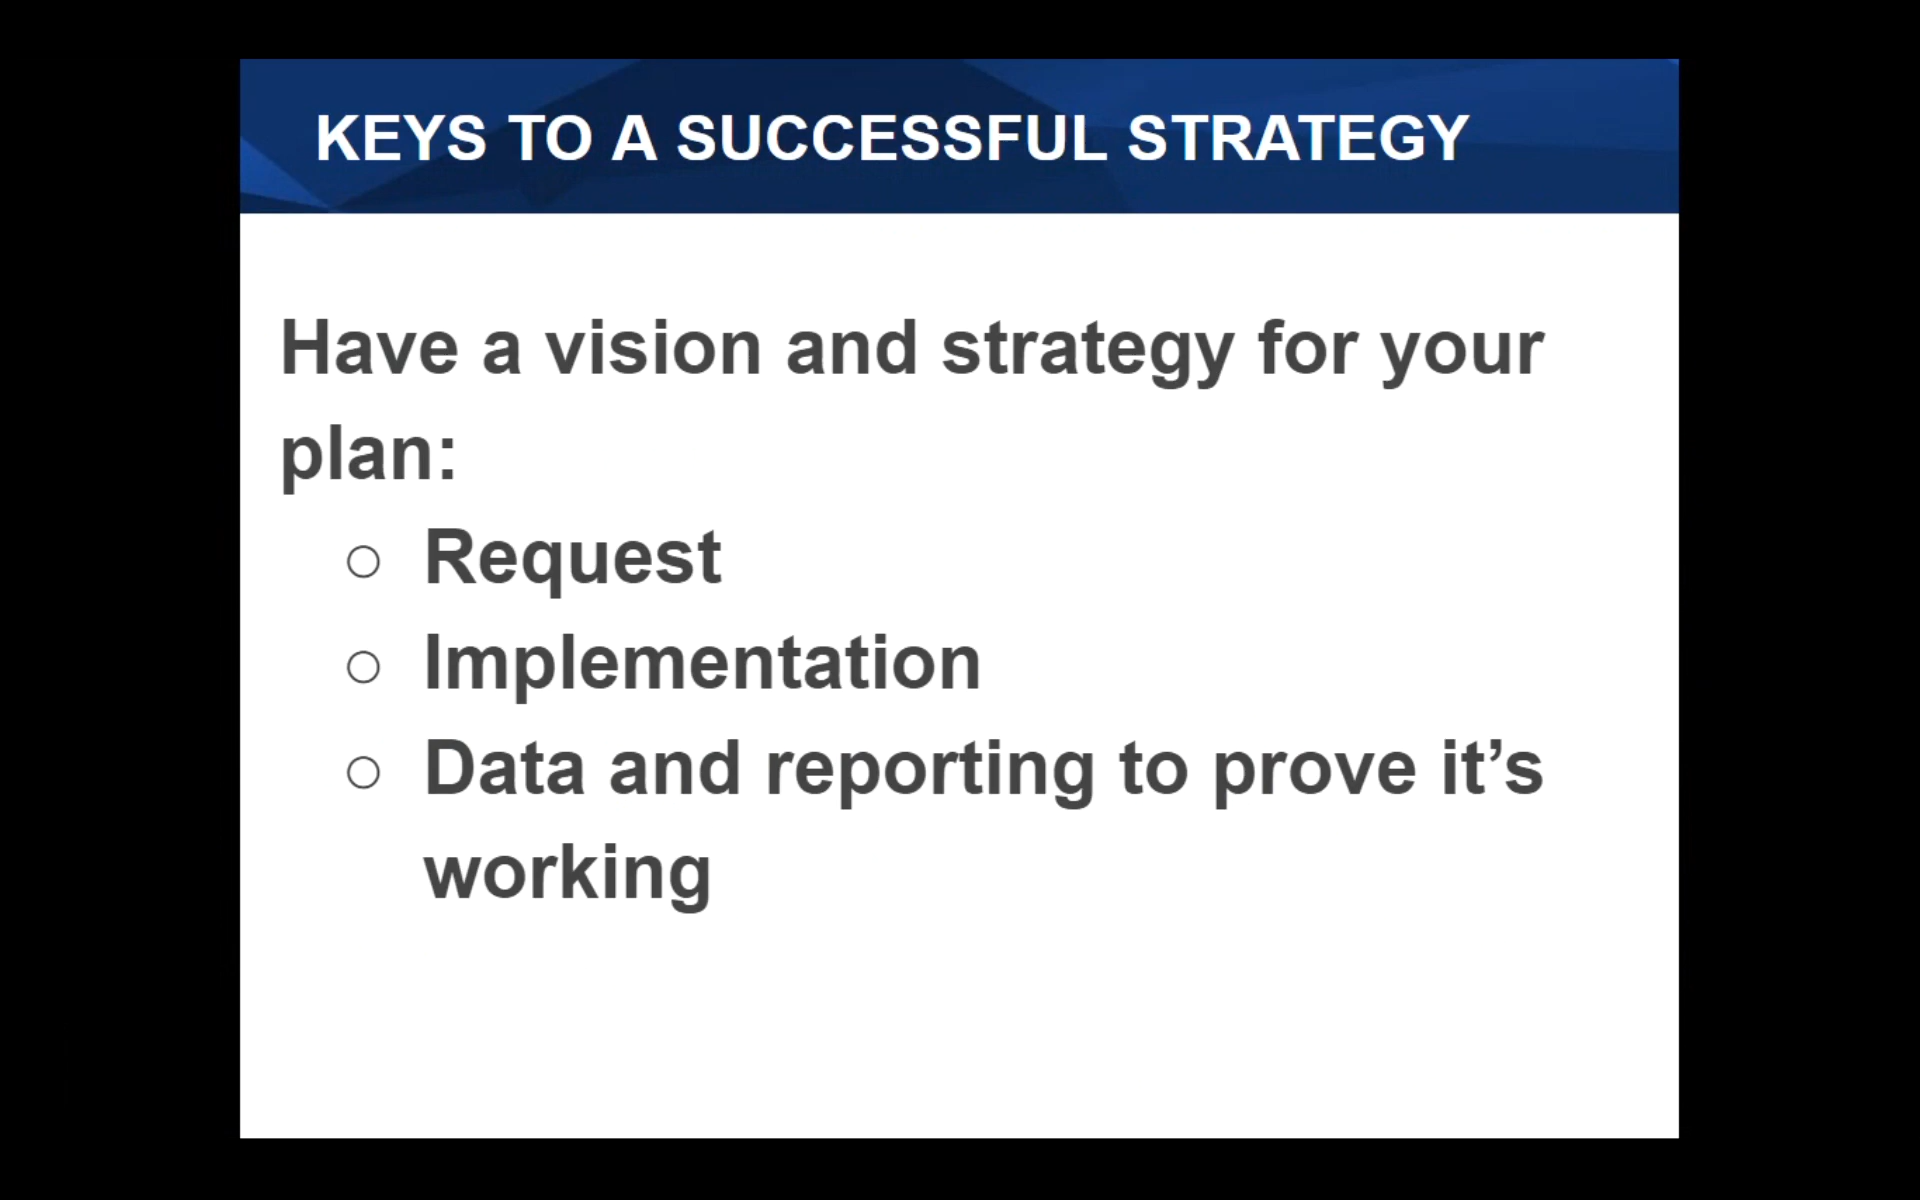 KEYS TO A SUCCESSFUL STRATEGY
Have a vision and strategy for your
plan:
○ Request
○ Implementation
○ Data and reporting to prove it’s
working